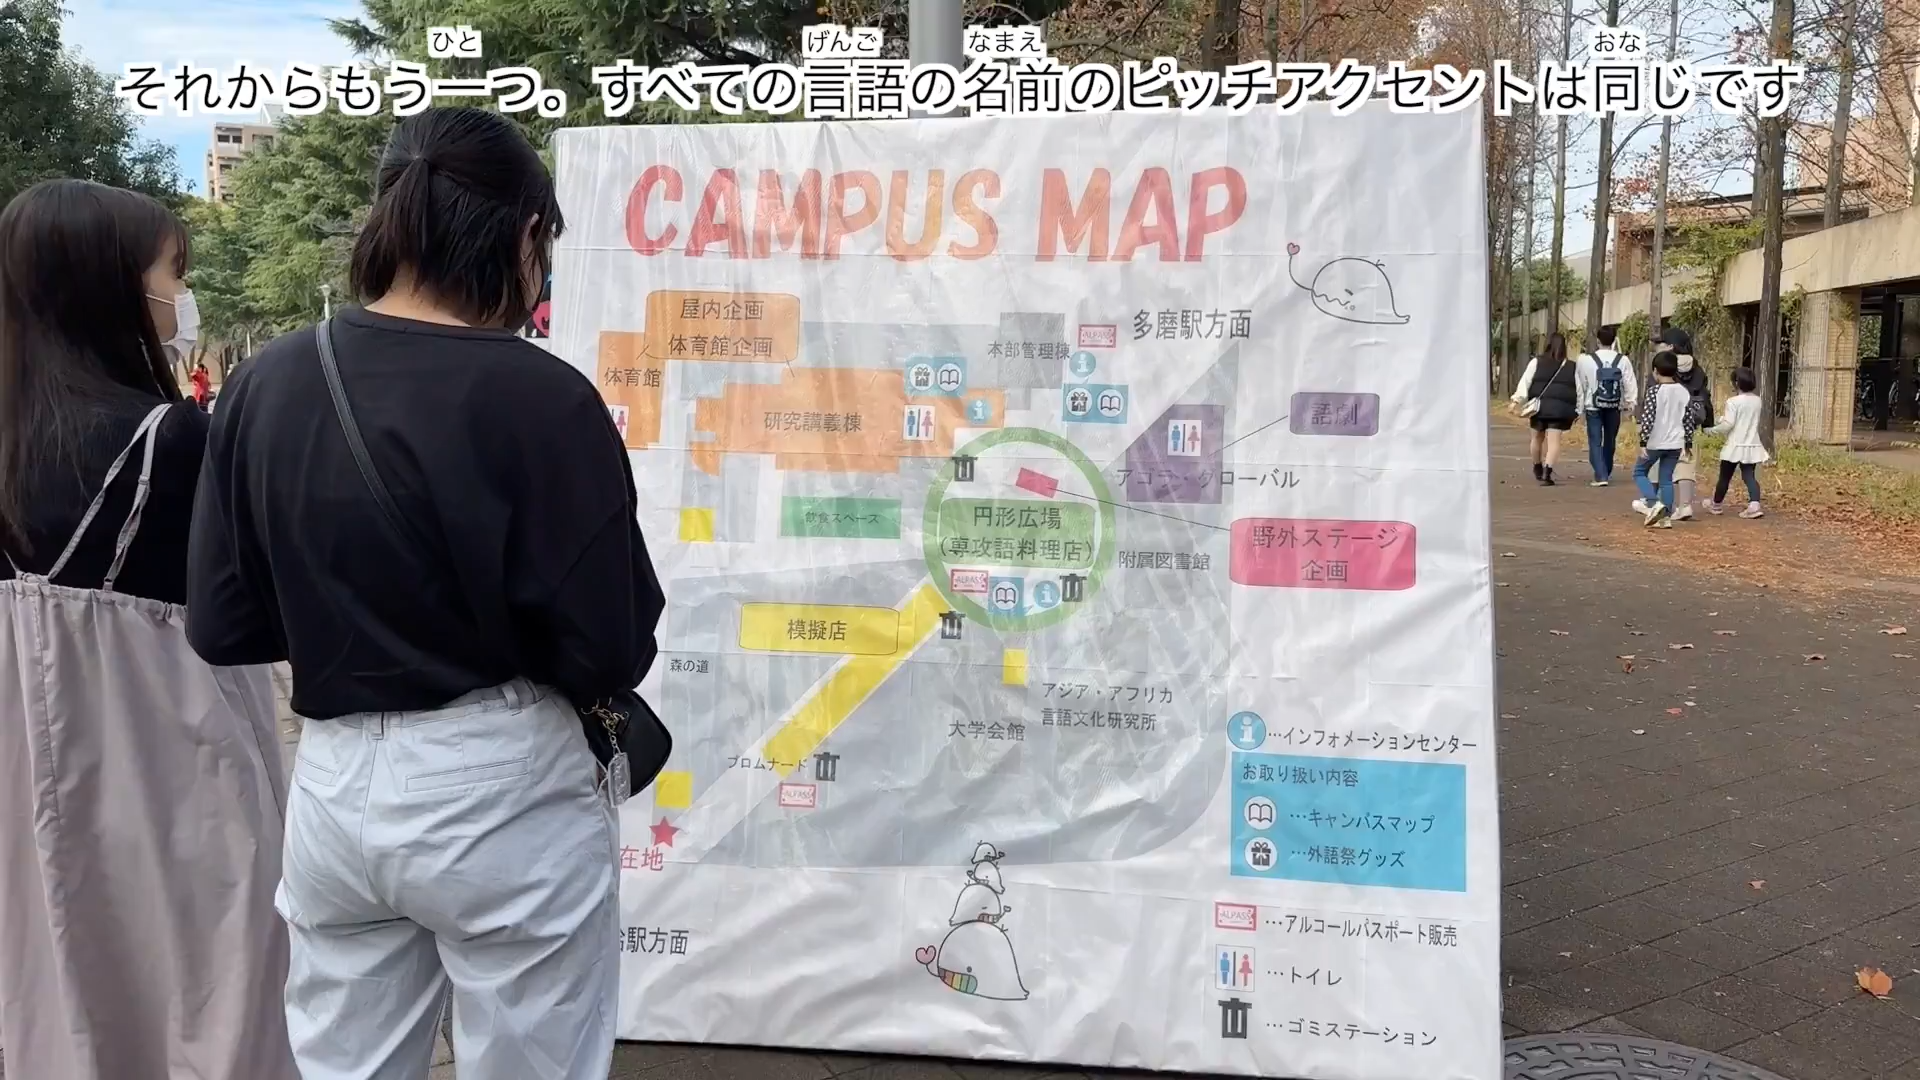 それからもう一つ。すべての言語の名前のピッチアクセントは同じです
ひと
げんご
なまえ
おな
CAMPUS MAP
屋内企画
体育館企画
体育館
研究講義棟
本部管理棟
ALPASS
多磨駅方面
語劇
アゴラ・グローバル
飲食スペース
円形広場
(専攻語料理店)
野外ステージ
企画
附属図書館
ALPASS
模擬店
森の道
アジア・アフリカ
言語文化研究所
大学会館
プロムナード
ALPASS
在地
駅方面
…インフォメーションセンター
お取り扱い内容
…キャンパスマップ
…外語祭グッズ
ALPASS
…アルコールパスポート販売
…トイレ
…ゴミステーション